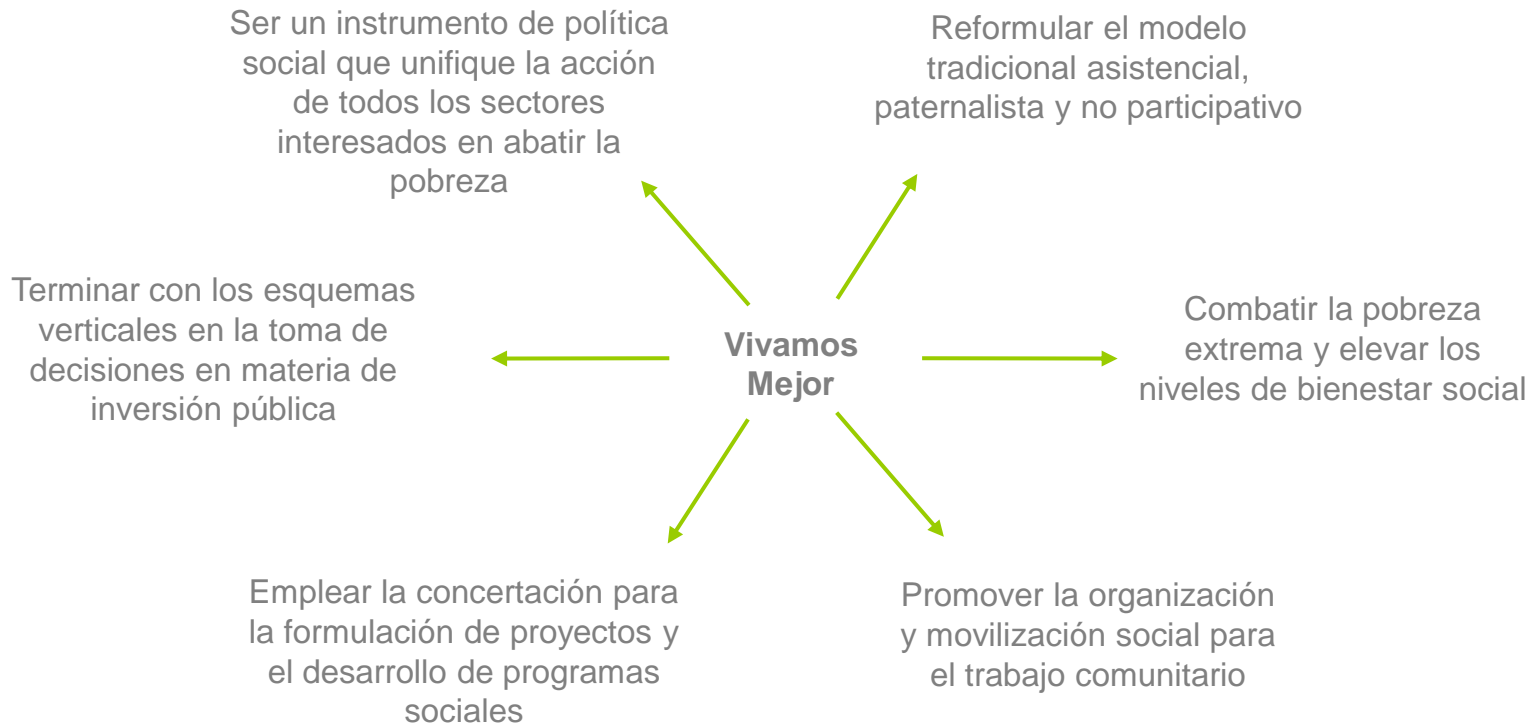 Ser un instrumento de política
social que unifique la acción
de todos los sectores
interesados en abatir la
pobreza
Reformular el modelo
tradicional asistencial,
paternalista y no participativo
Terminar con los esquemas
verticales en la toma de
decisiones en materia de
inversión pública
Vivamos
Mejor
Combatir la pobreza
extrema y elevar los
niveles de bienestar social
Emplear la concertación para
la formulación de proyectos y
el desarrollo de programas
sociales
Promover la organización
y movilización social para
el trabajo comunitario